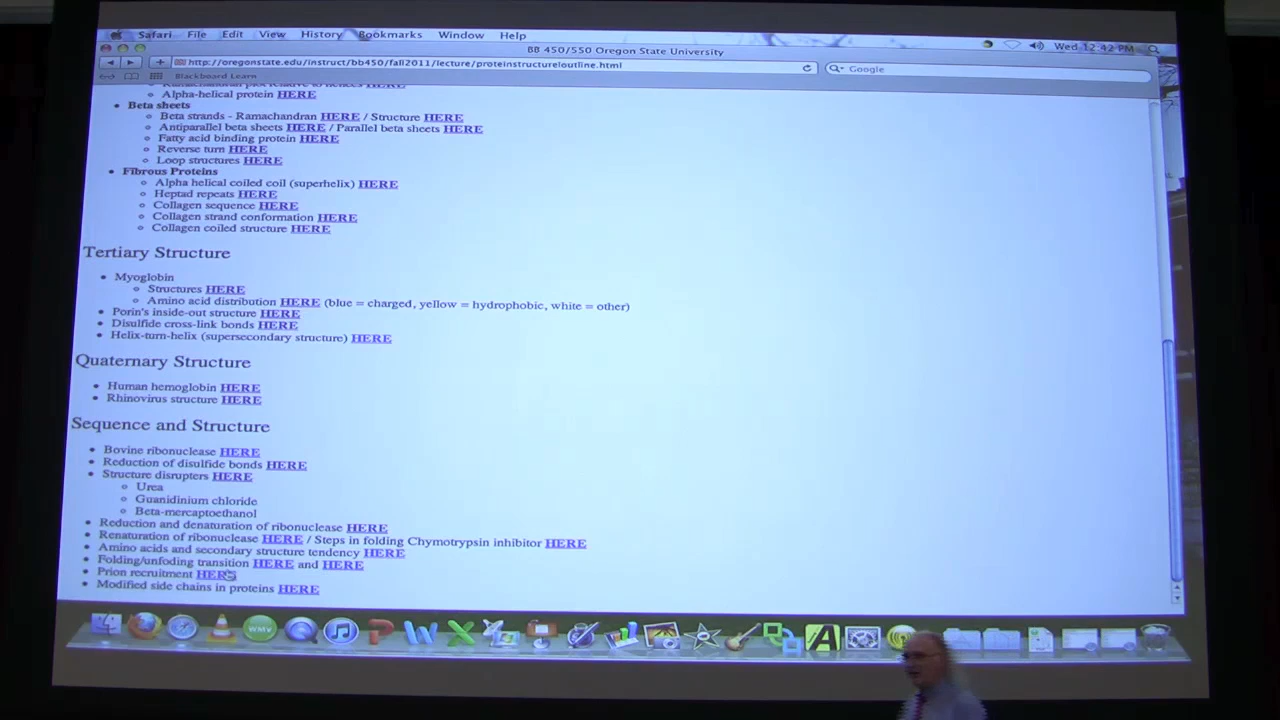 Safari File Edit View History Bookmarks Window Help Wed 12:42 PM
BB 450/550 Oregon State University
http://oregonstate.edu/instruct/bb450/fall2011/lecture/proteinstructureIoutline.html Google
Blackboard Learn
Alpha-helical protein HERE
Beta sheets
Beta strands - Ramachandran HERE / Structure HERE
Antiparallel beta sheets HERE / Parallel beta sheets HERE
Fatty acid binding protein HERE
Reverse turn HERE
Loop structures HERE
Fibrous Proteins
Alpha helical coiled coil (superhelix) HERE
Heptad repeats HERE
Collagen sequence HERE
Collagen strand conformation HERE
Collagen coiled structure HERE
Tertiary Structure
Myoglobin
Structures HERE
Amino acid distribution HERE (blue = charged, yellow = hydrophobic, white = other)
Porin's inside-out structure HERE
Disulfide cross-link bonds HERE
Helix-turn-helix (supersecondary structure) HERE
Quaternary Structure
Human hemoglobin HERE
Rhinovirus structure HERE
Sequence and Structure
Bovine ribonuclease HERE
Reduction of disulfide bonds HERE
Structure disrupters HERE
Urea
Guanidinium chloride
Beta-mercaptoethanol
Reduction and denaturation of ribonuclease HERE
Renaturation of ribonuclease HERE / Steps in folding Chymotrypsin inhibitor HERE
Amino acids and secondary structure tendency HERE
Folding/unfoding transition HERE and HERE
Prion recruitment HERE
Modified side chains in proteins HERE
WMV